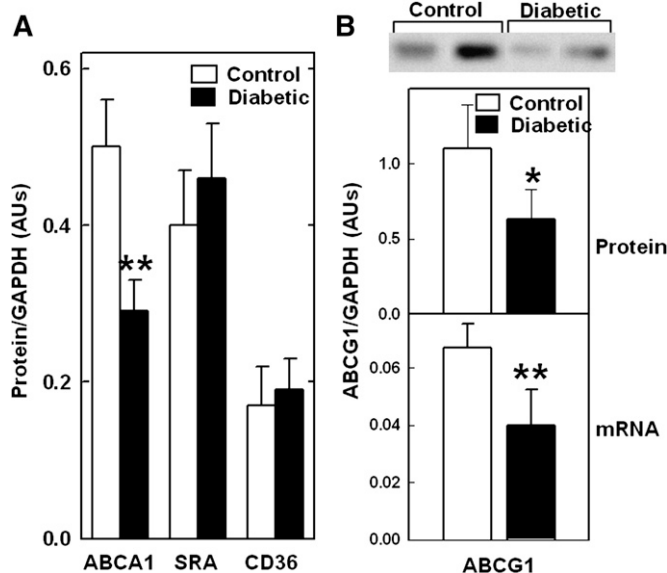 A
Protein/GAPDH (AUs)
0.6
0.4
0.2
0.0
Control
Diabetic
**
ABCA1 SRA CD36
B
Control Diabetic
ABCG1/GAPDH (AUs)
Control
Diabetic
1.0
0.5
0.0
*
Protein
0.06
0.04
0.02
0.00
**
mRNA
ABCG1